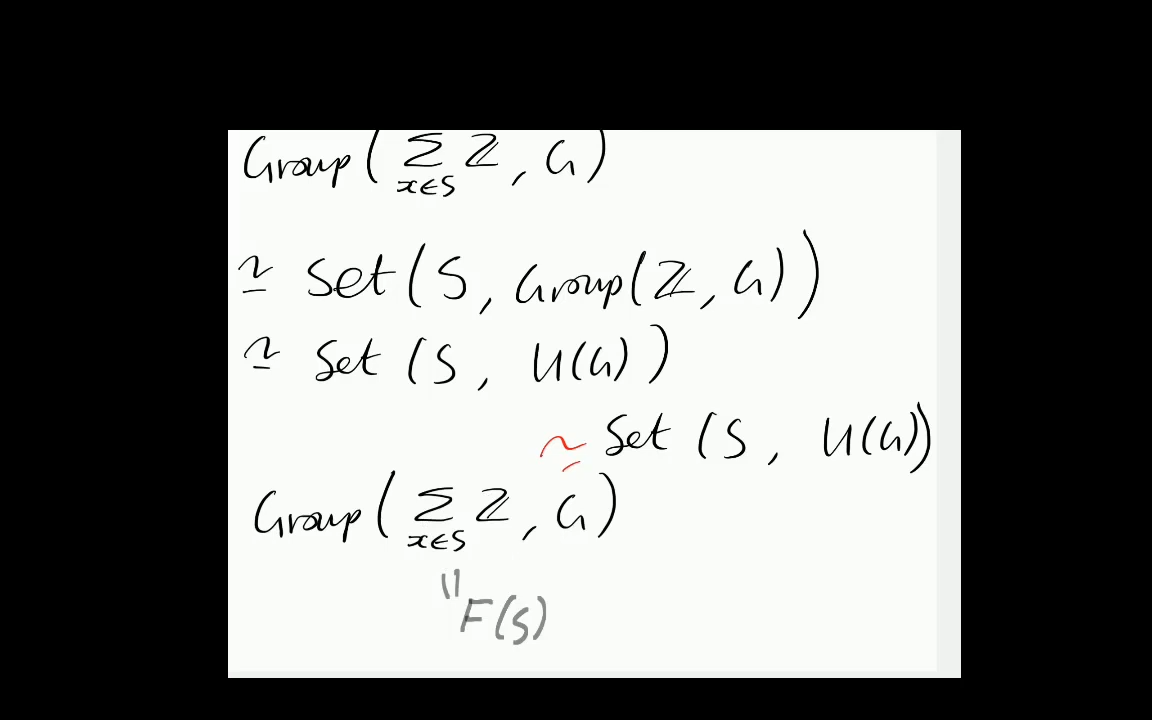 Group(∑ ℤ, G)
x∈S
≃ Set(S, Group(ℤ, G))
≃ Set(S, U(G))
≃ Set(S, U(G))
Group(∑ ℤ, G)
x∈S
"F(S)